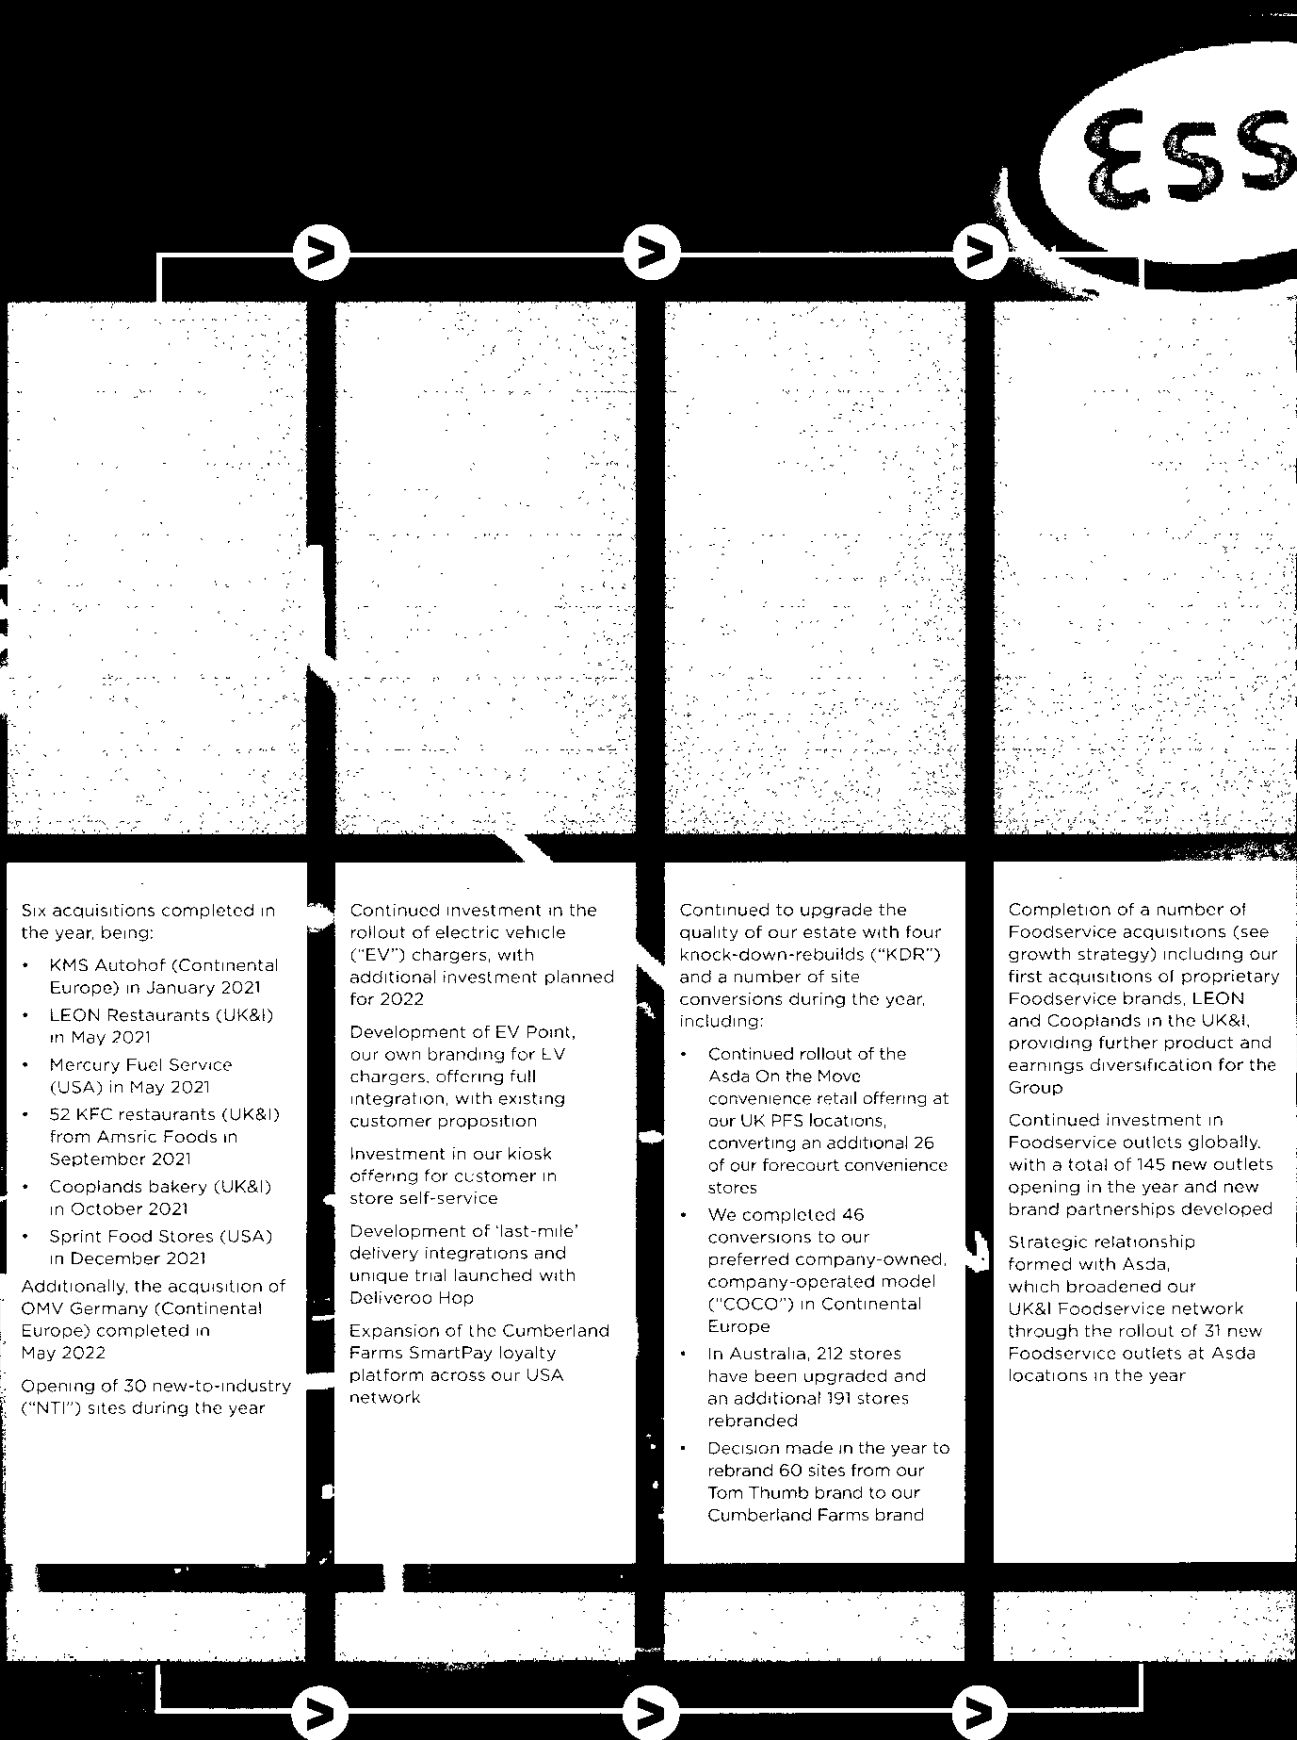 ESS
Six acquisitions completed in
the year, being:
• KMS Autohof (Continental
Europe) in January 2021
• LEON Restaurants (UK&I)
in May 2021
• Mercury Fuel Service
(USA) in May 2021
• 52 KFC restaurants (UK&I)
from Amsric Foods in
September 2021
• Cooplands bakery (UK&I)
in October 2021
• Sprint Food Stores (USA)
in December 2021
Additionally, the acquisition of
OMV Germany (Continental
Europe) completed in
May 2022
Opening of 30 new-to-industry
("NTI") sites during the year
Continued investment in the
rollout of electric vehicle
("EV") chargers, with
additional investment planned
for 2022
Development of EV Point,
our own branding for EV
chargers, offering full
integration, with existing
customer proposition
Investment in our kiosk
offering for customer in
store self-service
Development of 'last-mile'
delivery integrations and
unique trial launched with
Deliveroo Hop
Expansion of the Cumberland
Farms SmartPay loyalty
platform across our USA
network
Continued to upgrade the
quality of our estate with four
knock-down-rebuilds ("KDR")
and a number of site
conversions during the year,
including:
• Continued rollout of the
Asda On the Move
convenience retail offering at
our UK PFS locations,
converting an additional 26
of our forecourt convenience
stores
• We completed 46
conversions to our
preferred company-owned,
company-operated model
("COCO") in Continental
Europe
• In Australia, 212 stores
have been upgraded and
an additional 191 stores
rebranded
• Decision made in the year to
rebrand 60 sites from our
Tom Thumb brand to our
Cumberland Farms brand
Completion of a number of
Foodservice acquisitions (see
growth strategy) including our
first acquisitions of proprietary
Foodservice brands, LEON
and Cooplands in the UK&I,
providing further product and
earnings diversification for the
Group
Continued investment in
Foodservice outlets globally,
with a total of 145 new outlets
opening in the year and new
brand partnerships developed
Strategic relationship
formed with Asda,
which broadened our
UK&I Foodservice network
through the rollout of 31 new
Foodservice outlets at Asda
locations in the year